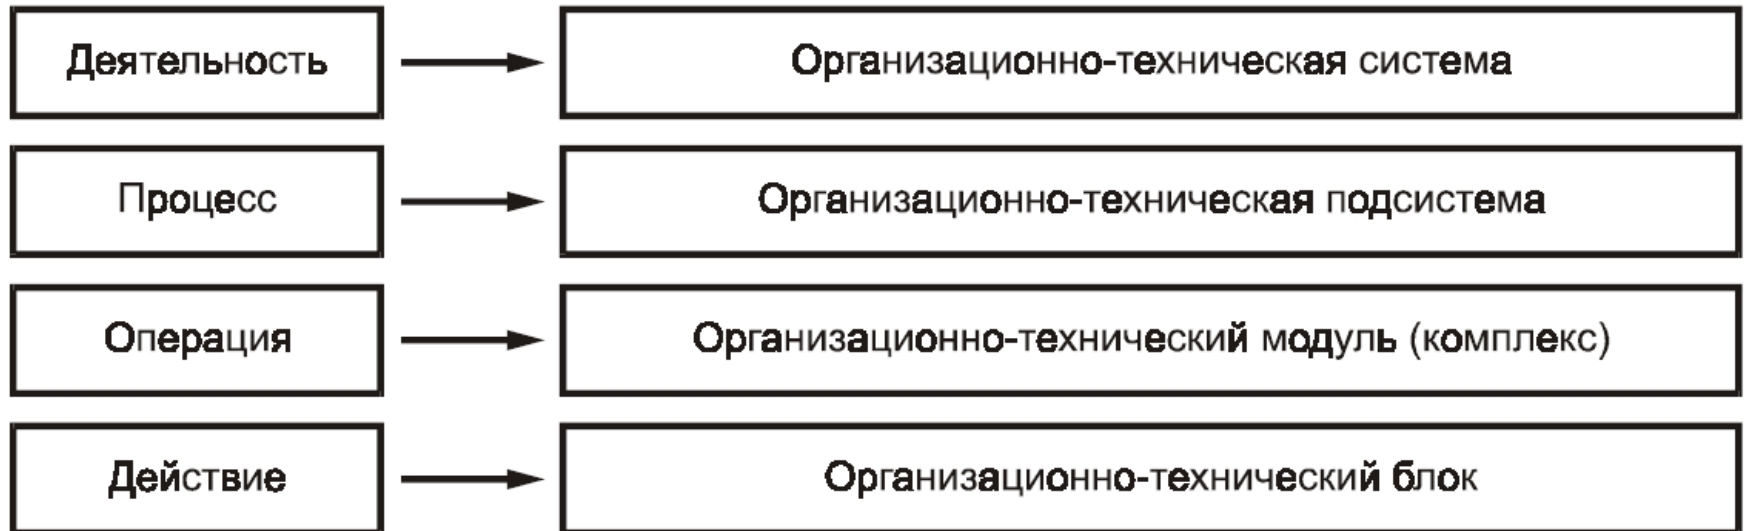 Деятельность
Организационно-техническая система
Процесс
Организационно-техническая подсистема
Операция
Организационно-технический модуль (комплекс)
Действие
Организационно-технический блок